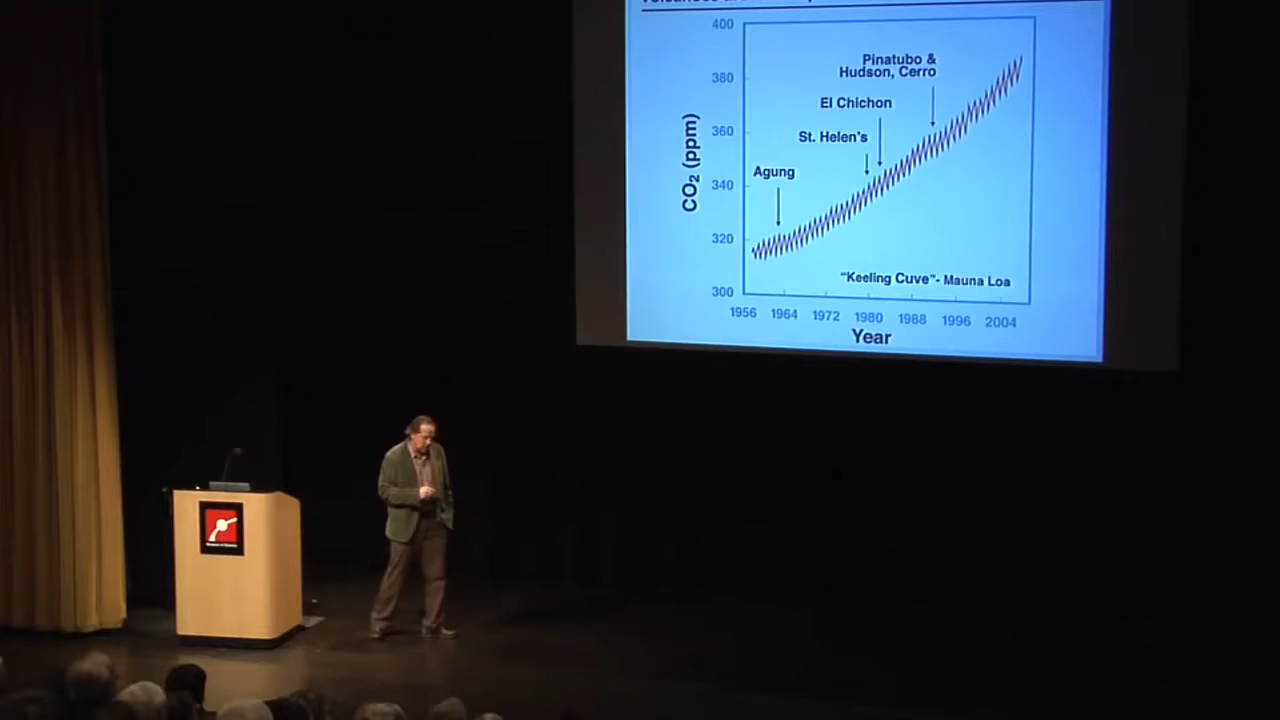 400
Pinatubo &
Hudson, Cerro
380
El Chichon
360
St. Helen's
Agung
340
320
"Keeling Cuve"- Mauna Loa
300
1956 1964 1972 1980 1988 1996 2004
Year
CO₂ (ppm)